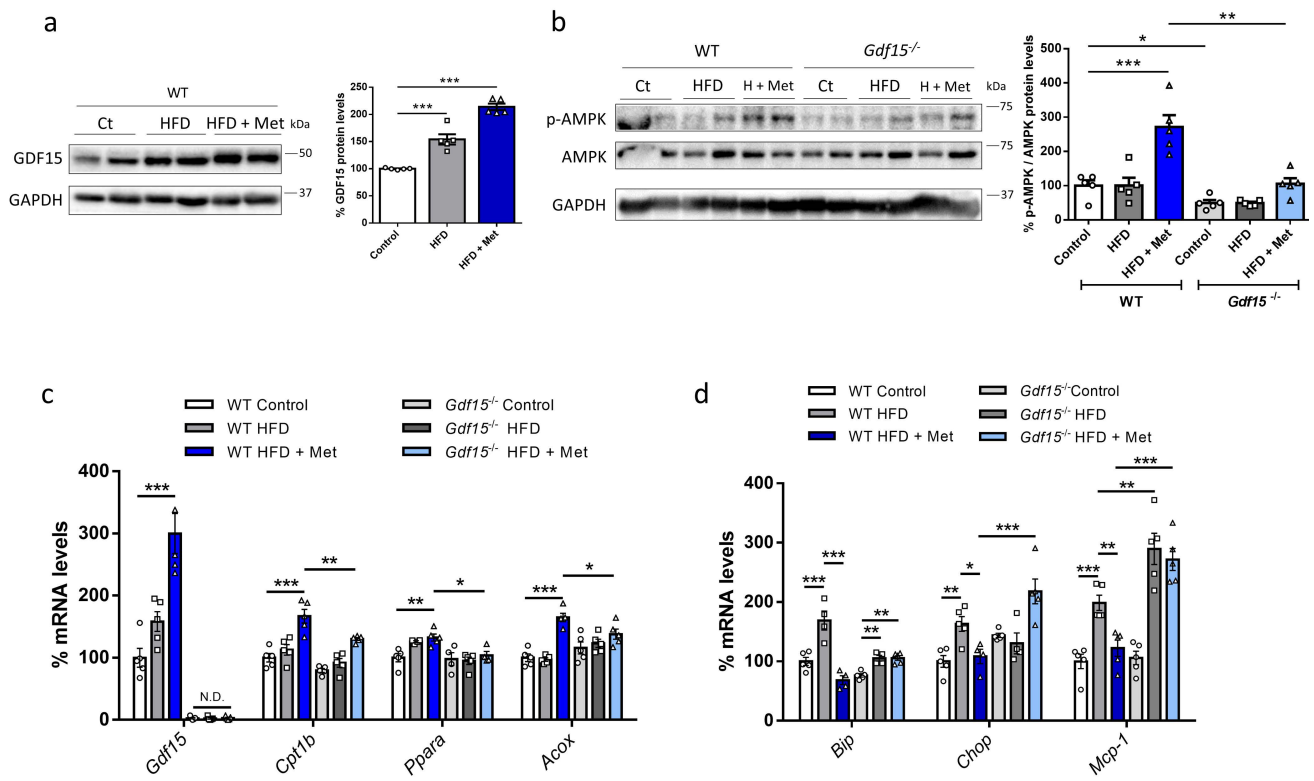 a
WT
Ct HFD HFD + Met kDa
GDF15 50
GAPDH 37
% GDF15 protein levels
250
200
150
100
50
0
***
***
Control HFD HFD + Met
b
WT Gdf15-/-
Ct HFD H + Met Ct HFD H + Met kDa
p-AMPK 75
AMPK 75
GAPDH 37
% p-AMPK / AMPK protein levels
500
400
300
200
100
0
**
*
***
Control HFD HFD + Met Control HFD HFD + Met
WT Gdf15 -/-
c
WT Control Gdf15-/- Control
WT HFD Gdf15-/- HFD
WT HFD + Met Gdf15-/- HFD + Met
% mRNA levels
400
300
200
100
0
***
N.D.
*** **
** *
*** *
Gdf15 Cpt1b Ppara Acox
d
WT Control Gdf15-/-Control
WT HFD Gdf15-/- HFD
WT HFD + Met Gdf15-/- HFD + Met
% mRNA levels
400
300
200
100
0
*** *** ** **
** * ***
*** ** ** ***
Bip Chop Mcp-1